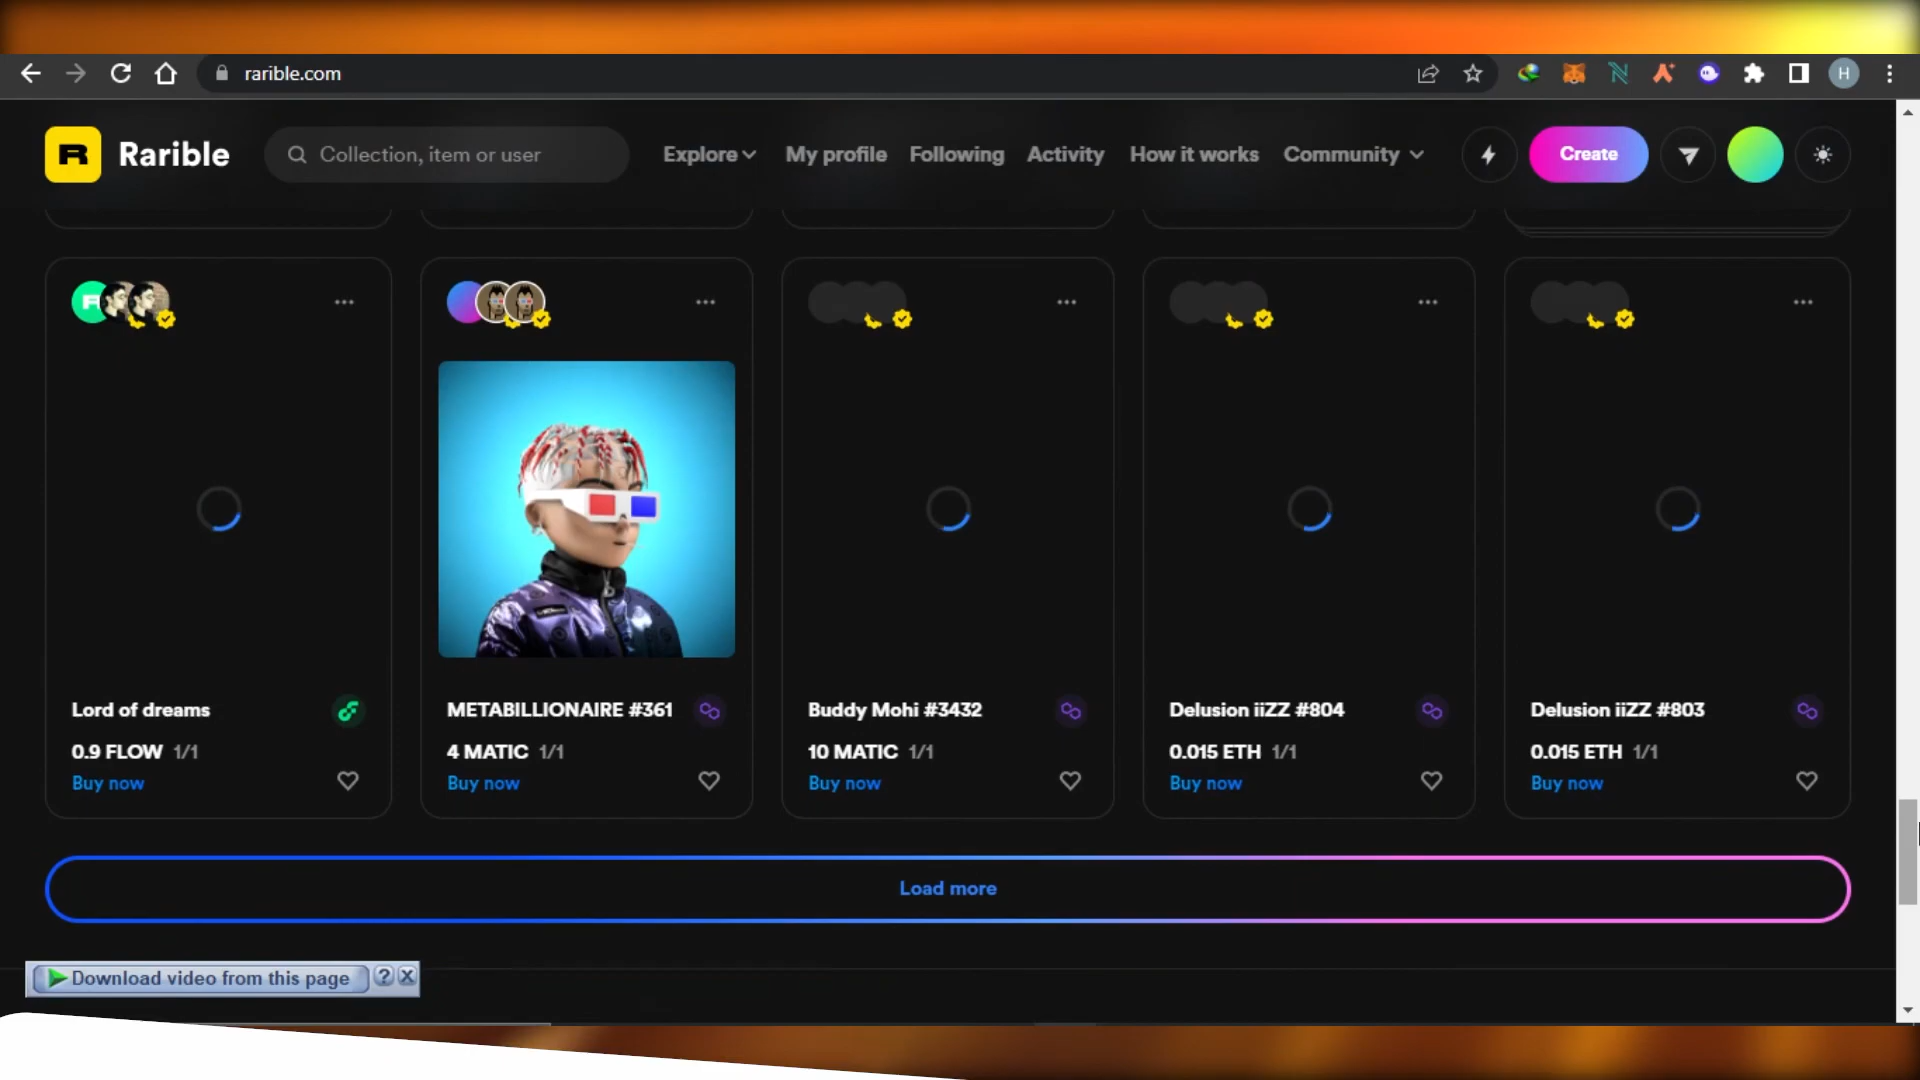 rarible.com
H
R
Rarible
Collection, item or user
Explore
My profile
Following
Activity
How it works
Community
Create
Lord of dreams
0.9 FLOW 1/1
Buy now
METABILLIONAIRE #361
4 MATIC 1/1
Buy now
Buddy Mohi #3432
10 MATIC 1/1
Buy now
Delusion iiZZ #804
0.015 ETH 1/1
Buy now
Delusion iiZZ #803
0.015 ETH 1/1
Buy now
Load more
Download video from this page
?
X